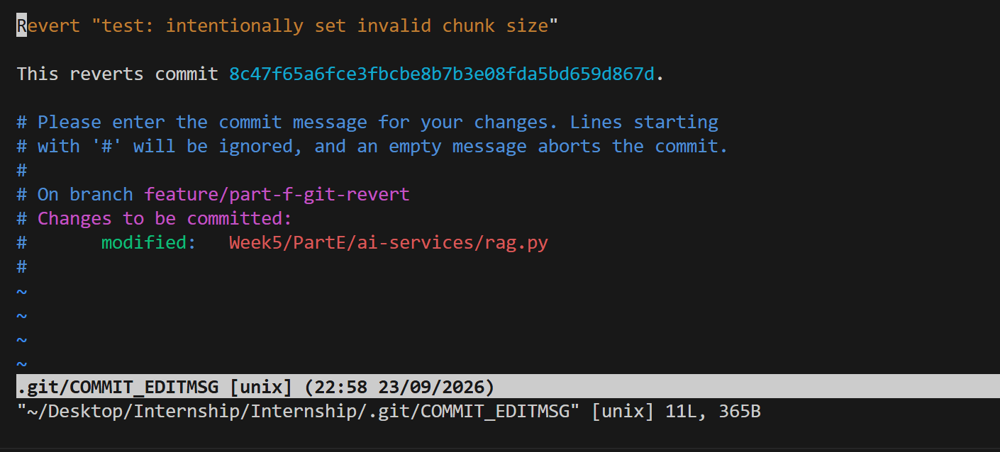 Revert "test: intentionally set invalid chunk size"
This reverts commit 8c47f65a6fce3fbcbe8b7b3e08fda5bd659d867d.
# Please enter the commit message for your changes. Lines starting
# with '#' will be ignored, and an empty message aborts the commit.
#
# On branch feature/part-f-git-revert
# Changes to be committed:
#       modified:   Week5/PartE/ai-services/rag.py
#
~
~
~
~
.git/COMMIT_EDITMSG [unix] (22:58 23/09/2026)
"~/Desktop/Internship/Internship/.git/COMMIT_EDITMSG" [unix] 11L, 365B